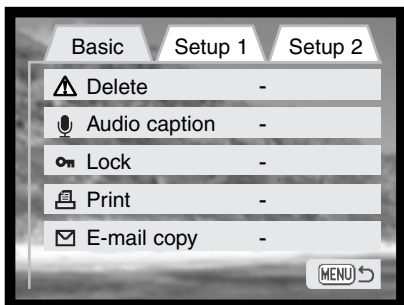 Basic Setup 1 Setup 2
Delete -
Audio caption -
Lock -
Print -
E-mail copy -
MENU